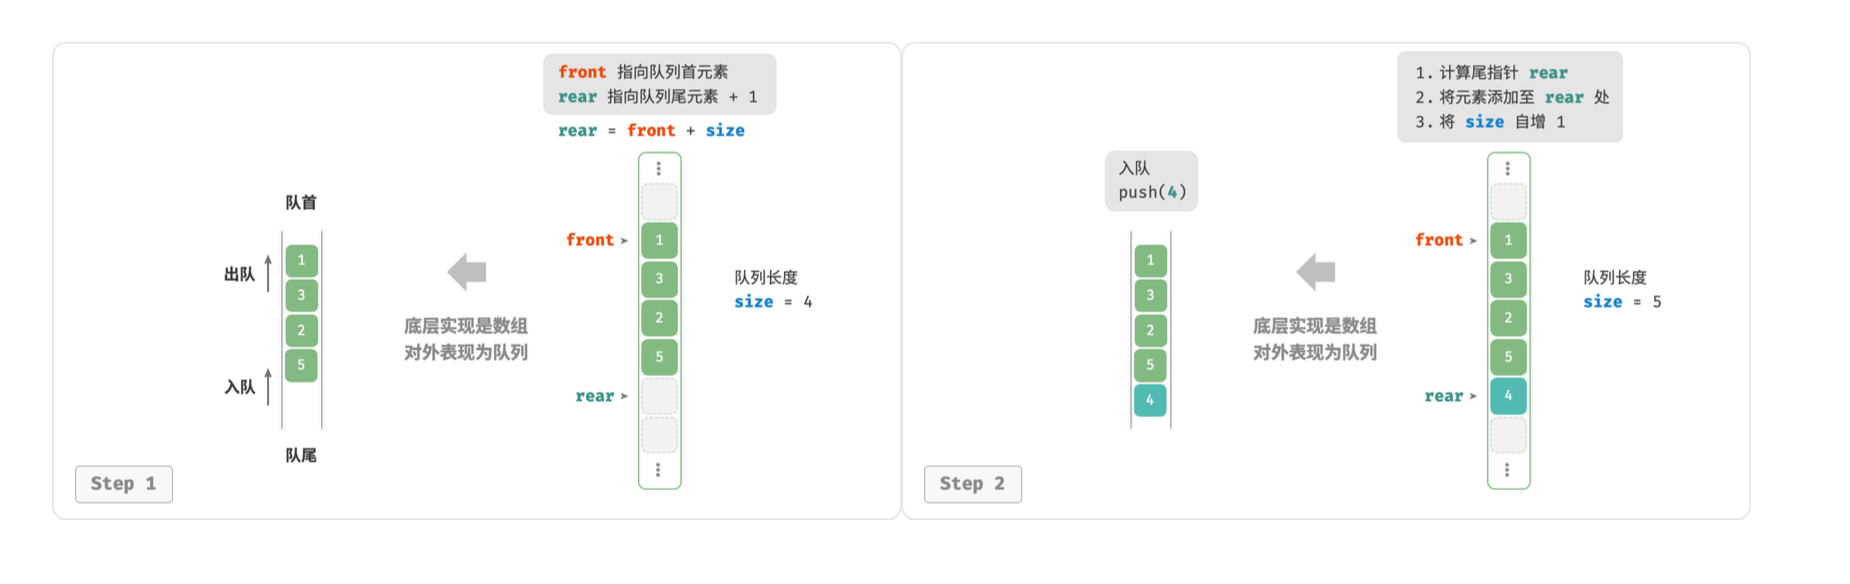 front 指向队列首元素
rear 指向队列尾元素 + 1
rear = front + size
队首
出队
入队
队尾
1
3
2
5
底层实现是数组
对外表现为队列
front
rear
1
3
2
5
队列长度
size = 4
Step 1
1. 计算尾指针 rear
2. 将元素添加至 rear 处
3. 将 size 自增 1
入队
push(4)
1
3
2
5
4
底层实现是数组
对外表现为队列
front
rear
1
3
2
5
4
队列长度
size = 5
Step 2